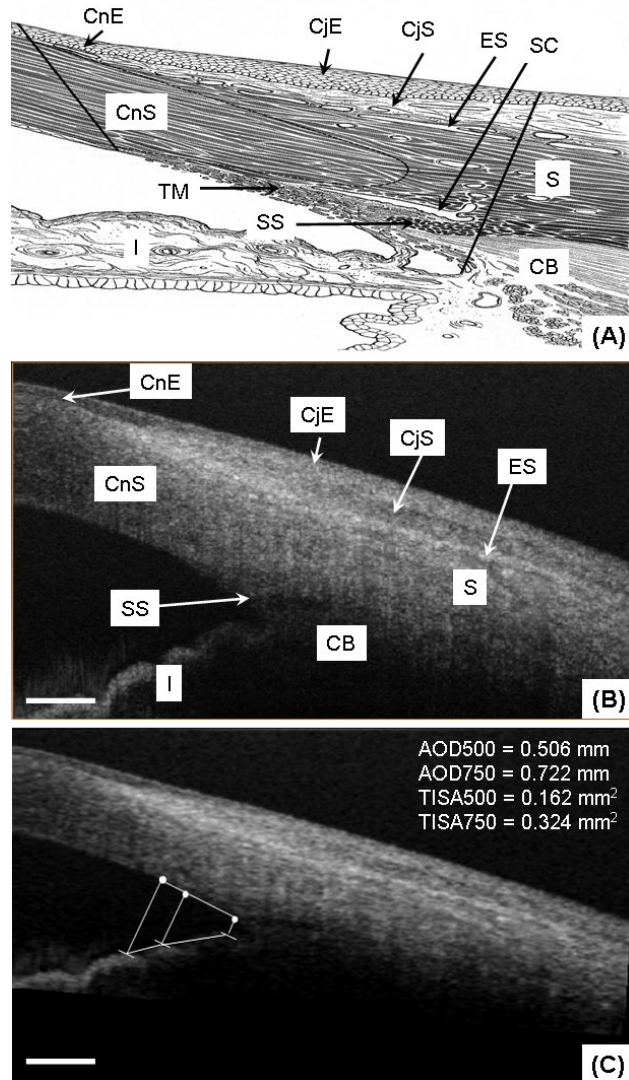 CnE
CjE
CjS
ES
SC
CnS
S
TM
SS
I
CB
(A)
CnE
CjE
CjS
ES
CnS
S
SS
CB
I
(B)
AOD500 = 0.506 mm
AOD750 = 0.722 mm
TISA500 = 0.162 mm²
TISA750 = 0.324 mm²
(C)